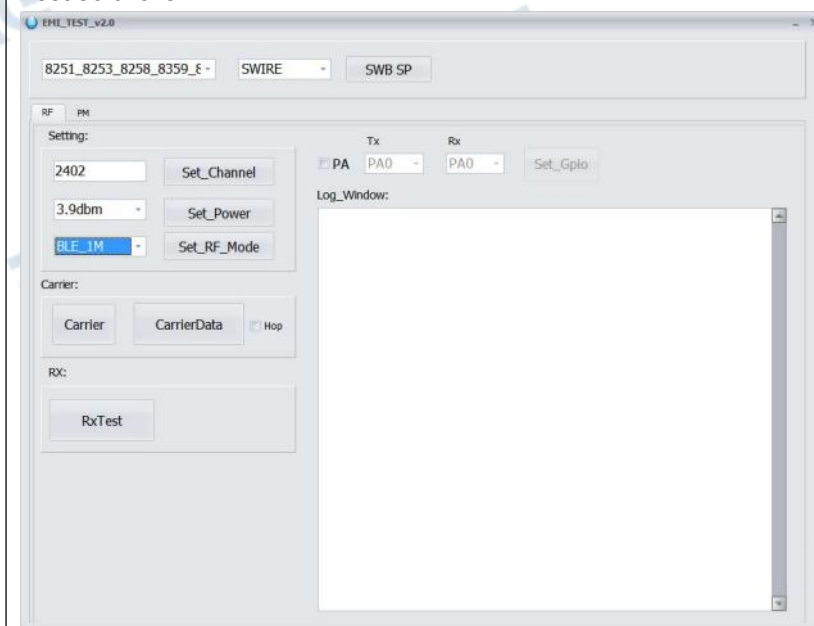 EMI_TEST_v2.0
8251_8253_8258_8359_8 SWIRE SWB SP
RF PM
Setting:
2402 Set_Channel
3.9dbm Set_Power
BLE_1M Set_RF_Mode
Tx Rx
PA PA0 PA0 Set_Gpio
Log_Window:
Carrier:
Carrier CarrierData Hop
RX:
RxTest